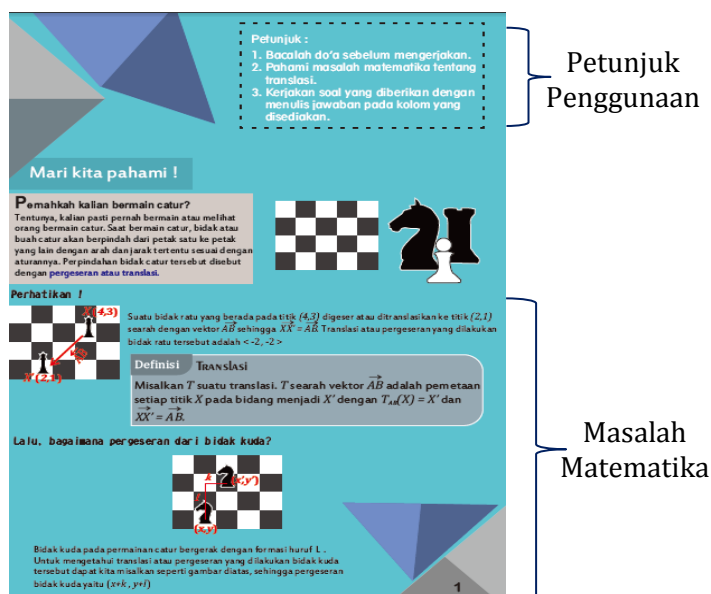 Petunjuk :
1. Bacalah do'a sebelum mengerjakan.
2. Pahami masalah matematika tentang
translasi.
3. Kerjakan soal yang diberikan dengan
menulis jawaban pada kolom yang
disediakan.
Petunjuk
Penggunaan
Mari kita pahami !
Pernahkah kalian bermain catur?
Tentunya, kalian pasti pernah bermain atau melihat
orang bermain catur. Saat bermain catur, bidak atau
buah catur akan berpindah dari petak satu ke petak
yang lain dengan arah dan jarak tertentu sesuai dengan
aturannya. Perpindahan bidak catur tersebut disebut
dengan pergeseran atau translasi.
Perhatikan !
X(4,3)
X'(2,1)
Suatu bidak ratu yang berada pada titik (4,3) digeser atau ditranslasikan ke titik (2,1)
searah dengan vektor AB sehingga XX' = AB. Translasi atau pergeseran yang dilakukan
bidak ratu tersebut adalah < -2, -2 >
Definisi TRANSlASI
Misalkan T suatu translasi. T searah vektor AB adalah pemetaan
setiap titik X pada bidang menjadi X' dengan T_AB(X) = X' dan
XX' = AB.
Lalu, bagaimana pergeseran dari bidak kuda?
k
(x',y')
(x,y)
Bidak kuda pada permainan catur bergerak dengan formasi huruf L .
Untuk mengetahui translasi atau pergeseran yang dilakukan bidak kuda
tersebut dapat kita misalkan seperti gambar diatas, sehingga pergeseran
bidak kuda yaitu (x+k , y+l)
1
Masalah
Matematika